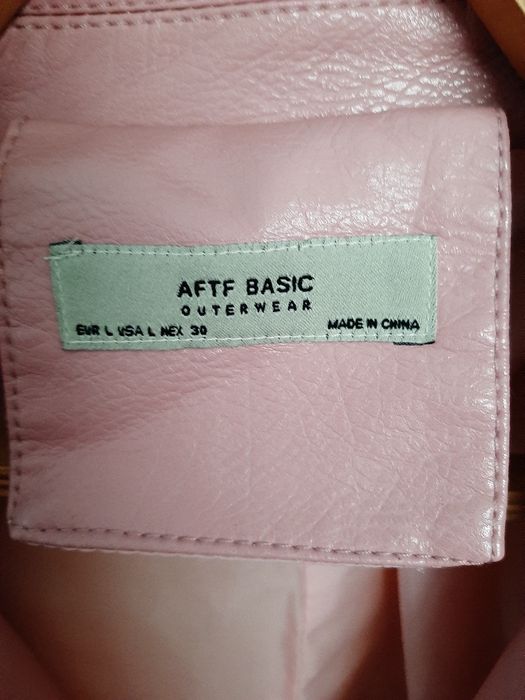 AFTF BASIC
OUTERWEAR
EUR L USA L MEX 30
MADE IN CHINA